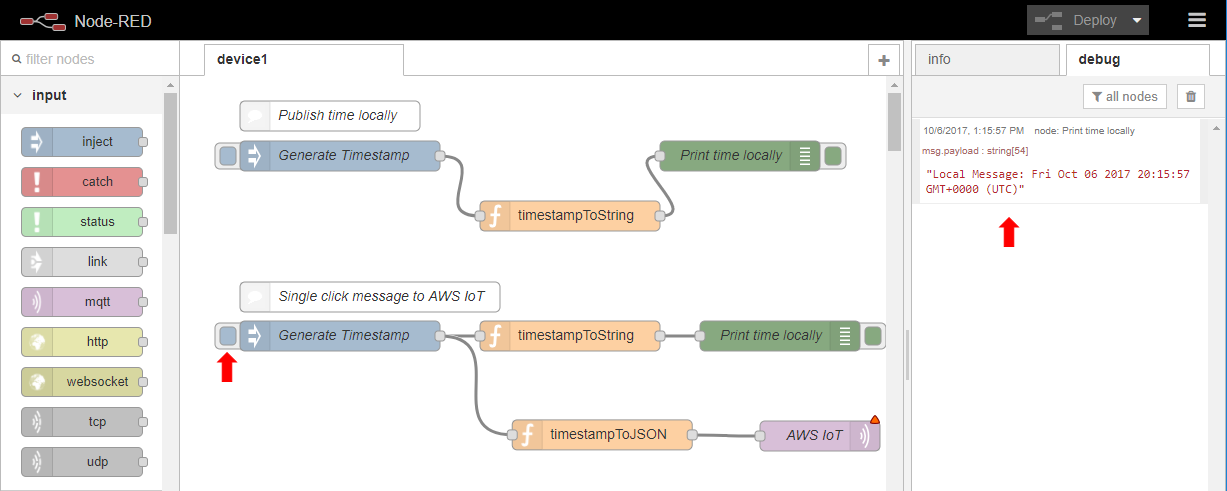 Node-RED
Deploy
filter nodes
input
inject
catch
status
link
mqtt
http
websocket
tcp
udp
device1
Publish time locally
Generate Timestamp
timestampToString
Print time locally
Single click message to AWS IoT
Generate Timestamp
timestampToString
Print time locally
timestampToJSON
AWS IoT
info
debug
all nodes
10/6/2017, 1:15:57 PM node: Print time locally
msg.payload : string[54]
"Local Message: Fri Oct 06 2017 20:15:57
GMT+0000 (UTC)"